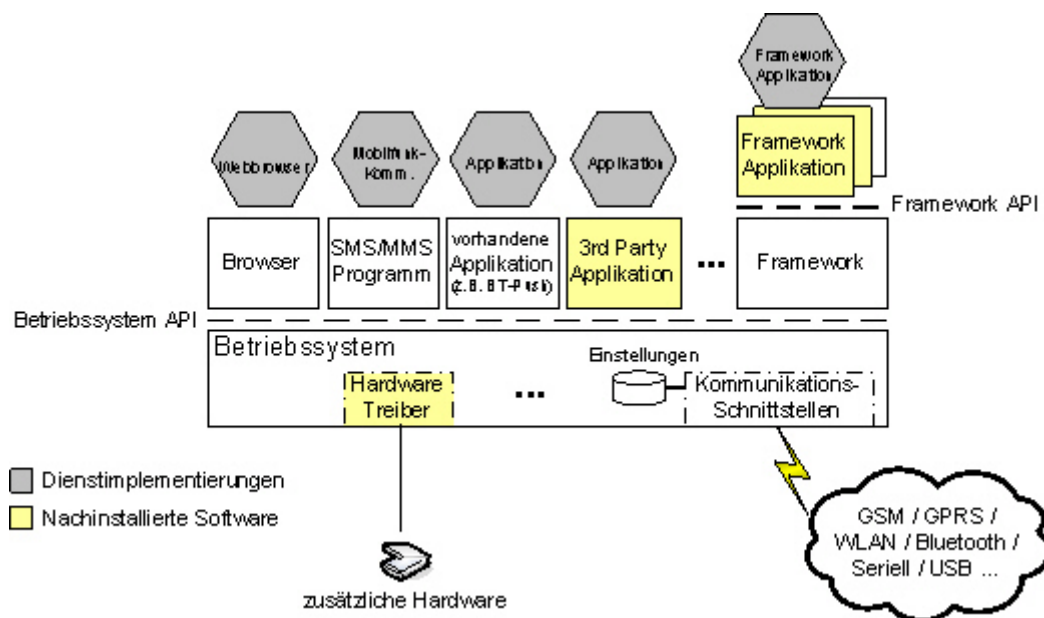 Framework
Applikation
Webbrowser
Mobilfunk-
Komm.
Applikation
Applikation
Framework
Applikation
Framework API
Browser
SMS/MMS
Programm
vorhandene
Applikation
(z.B. BT-Push)
3rd Party
Applikation
...
Framework
Betriebssystem API
Betriebssystem
Hardware
Treiber
...
Einstellungen
Kommunikations-
Schnittstellen
Dienstimplementierungen
Nachinstallierte Software
GSM / GPRS /
WLAN / Bluetooth /
Seriell / USB ...
zusätzliche Hardware